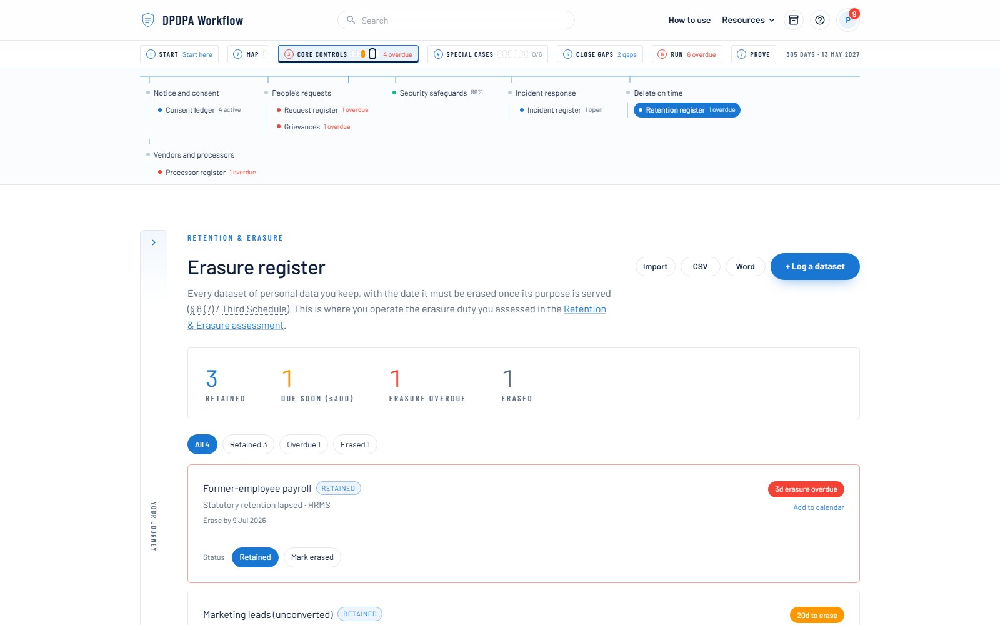 DPDPA Workflow
Search
How to use
Resources
P
9
1 START Start here
2 MAP
3 CORE CONTROLS 4 overdue
4 SPECIAL CASES 0/6
5 CLOSE GAPS 2 gaps
6 RUN 6 overdue
7 PROVE
305 DAYS · 13 MAY 2027
Notice and consent
Consent ledger 4 active
People's requests
Request register 1 overdue
Grievances 1 overdue
Security safeguards 86%
Incident response
Incident register 1 open
Delete on time
Retention register 1 overdue
Vendors and processors
Processor register 1 overdue
YOUR JOURNEY
RETENTION & ERASURE
Erasure register
Import
CSV
Word
+ Log a dataset
Every dataset of personal data you keep, with the date it must be erased once its purpose is served
(§ 8 (7) / Third Schedule). This is where you operate the erasure duty you assessed in the Retention
& Erasure assessment.
3 RETAINED
1 DUE SOON (≤30D)
1 ERASURE OVERDUE
1 ERASED
All 4
Retained 3
Overdue 1
Erased 1
Former-employee payroll RETAINED
3d erasure overdue
Statutory retention lapsed · HRMS
Add to calendar
Erase by 9 Jul 2026
Status Retained Mark erased
Marketing leads (unconverted) RETAINED
20d to erase